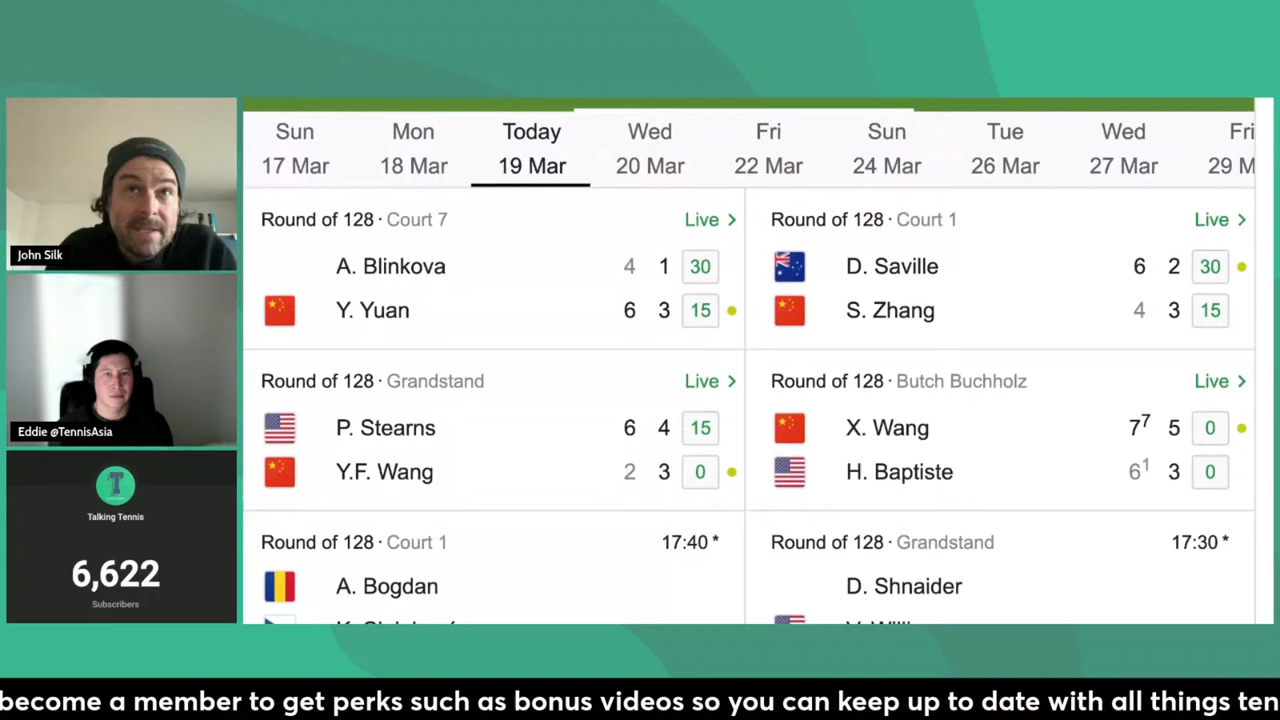 John Silk
Eddie @TennisAsia
Talking Tennis
6,622
Subscribers
Sun Mon Today Wed Fri Sun Tue Wed Fri
17 Mar 18 Mar 19 Mar 20 Mar 22 Mar 24 Mar 26 Mar 27 Mar 29 M
Round of 128 · Court 7 Live >
A. Blinkova 4 1 30
Y. Yuan 6 3 15
Round of 128 · Court 1 Live >
D. Saville 6 2 30
S. Zhang 4 3 15
Round of 128 · Grandstand Live >
P. Stearns 6 4 15
Y.F. Wang 2 3 0
Round of 128 · Butch Buchholz Live >
X. Wang 7⁷ 5 0
H. Baptiste 6¹ 3 0
Round of 128 · Court 1 17:40 *
A. Bogdan
Round of 128 · Grandstand 17:30 *
D. Shnaider
become a member to get perks such as bonus videos so you can keep up to date with all things ten